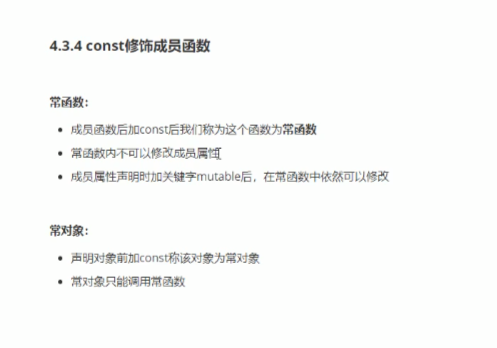 4.3.4 const修饰成员函数
常函数：
成员函数后加const后我们称为这个函数为常函数
常函数内不可以修改成员属性
成员属性声明时加关键字mutable后，在常函数中依然可以修改
常对象：
声明对象前加const称该对象为常对象
常对象只能调用常函数